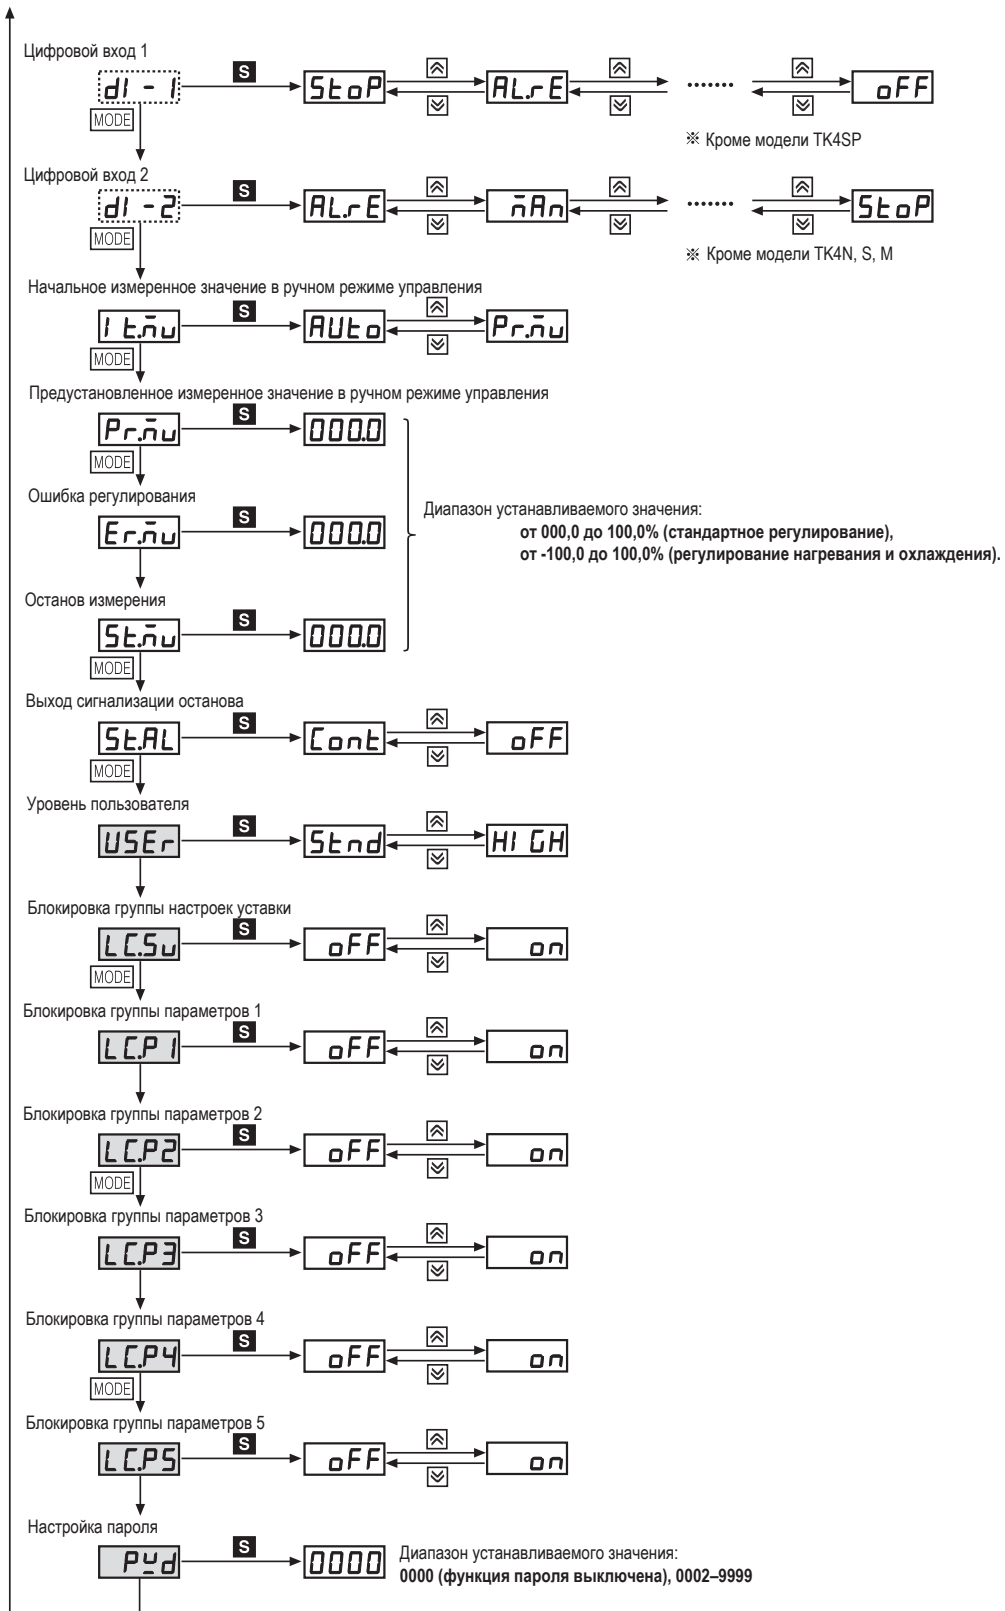 Цифровой вход 1
dI - 1 S StoP AL.rE ....... oFF
MODE
※ Кроме модели TK4SP
Цифровой вход 2
dI - 2 S AL.rE mAn ....... StoP
MODE
※ Кроме модели TK4N, S, M
Начальное измеренное значение в ручном режиме управления
It.mu S AUto Pr.mu
MODE
Предустановленное измеренное значение в ручном режиме управления
Pr.mu S 000.0
MODE
Ошибка регулирования
Er.mu S 000.0
Диапазон устанавливаемого значения:
от 000,0 до 100,0% (стандартное регулирование),
от -100,0 до 100,0% (регулирование нагревания и охлаждения).
Останов измерения
St.mu S 000.0
MODE
Выход сигнализации останова
St.AL S Cont oFF
MODE
Уровень пользователя
USEr S Stnd HIGH
Блокировка группы настроек уставки
LC.Su S oFF on
MODE
Блокировка группы параметров 1
LC.P1 S oFF on
Блокировка группы параметров 2
LC.P2 S oFF on
MODE
Блокировка группы параметров 3
LC.P3 S oFF on
Блокировка группы параметров 4
LC.P4 S oFF on
MODE
Блокировка группы параметров 5
LC.P5 S oFF on
Настройка пароля
Pwd S 0000
Диапазон устанавливаемого значения:
0000 (функция пароля выключена), 0002–9999